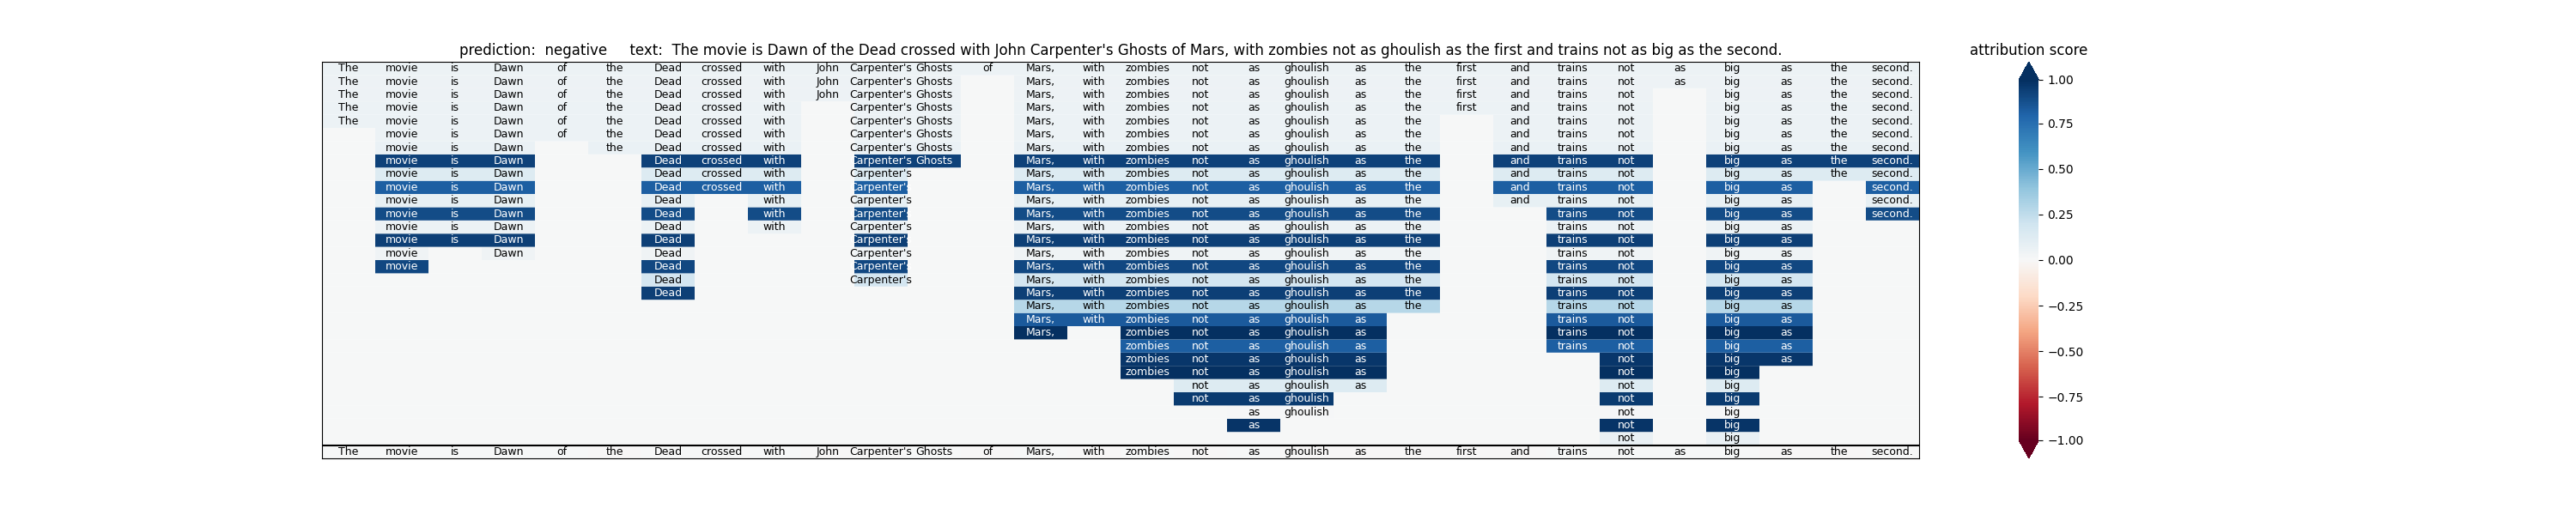 prediction: negative text: The movie is Dawn of the Dead crossed with John Carpenter's Ghosts of Mars, with zombies not as ghoulish as the first and trains not as big as the second. attribution score
The movie is Dawn of the Dead crossed with John Carpenter's Ghosts of Mars, with zombies not as ghoulish as the first and trains not as big as the second.
The movie is Dawn of the Dead crossed with John Carpenter's Ghosts Mars, with zombies not as ghoulish as the first and trains not as big as the second.
The movie is Dawn of the Dead crossed with John Carpenter's Ghosts Mars, with zombies not as ghoulish as the first and trains not big as the second.
The movie is Dawn of the Dead crossed with Carpenter's Ghosts Mars, with zombies not as ghoulish as the first and trains not big as the second.
The movie is Dawn of the Dead crossed with Carpenter's Ghosts Mars, with zombies not as ghoulish as the and trains not big as the second.
movie is Dawn of the Dead crossed with Carpenter's Ghosts Mars, with zombies not as ghoulish as the and trains not big as the second.
movie is Dawn the Dead crossed with Carpenter's Ghosts Mars, with zombies not as ghoulish as the and trains not big as the second.
movie is Dawn Dead crossed with Carpenter's Ghosts Mars, with zombies not as ghoulish as the and trains not big as the second.
movie is Dawn Dead crossed with Carpenter's Mars, with zombies not as ghoulish as the and trains not big as the second.
movie is Dawn Dead crossed with Carpenter's Mars, with zombies not as ghoulish as the and trains not big as second.
movie is Dawn Dead with Carpenter's Mars, with zombies not as ghoulish as the and trains not big as second.
movie is Dawn Dead with Carpenter's Mars, with zombies not as ghoulish as the trains not big as second.
movie is Dawn Dead with Carpenter's Mars, with zombies not as ghoulish as the trains not big as
movie is Dawn Dead Carpenter's Mars, with zombies not as ghoulish as the trains not big as
movie Dawn Dead Carpenter's Mars, with zombies not as ghoulish as the trains not big as
movie Dead Carpenter's Mars, with zombies not as ghoulish as the trains not big as
Dead Carpenter's Mars, with zombies not as ghoulish as the trains not big as
Dead Mars, with zombies not as ghoulish as the trains not big as
Mars, with zombies not as ghoulish as the trains not big as
Mars, with zombies not as ghoulish as trains not big as
Mars, zombies not as ghoulish as trains not big as
zombies not as ghoulish as trains not big as
zombies not as ghoulish as not big as
zombies not as ghoulish as not big
not as ghoulish as not big
not as ghoulish not big
as ghoulish not big
as not big
not big
The movie is Dawn of the Dead crossed with John Carpenter's Ghosts of Mars, with zombies not as ghoulish as the first and trains not as big as the second.
1.00
0.75
0.50
0.25
0.00
−0.25
−0.50
−0.75
−1.00